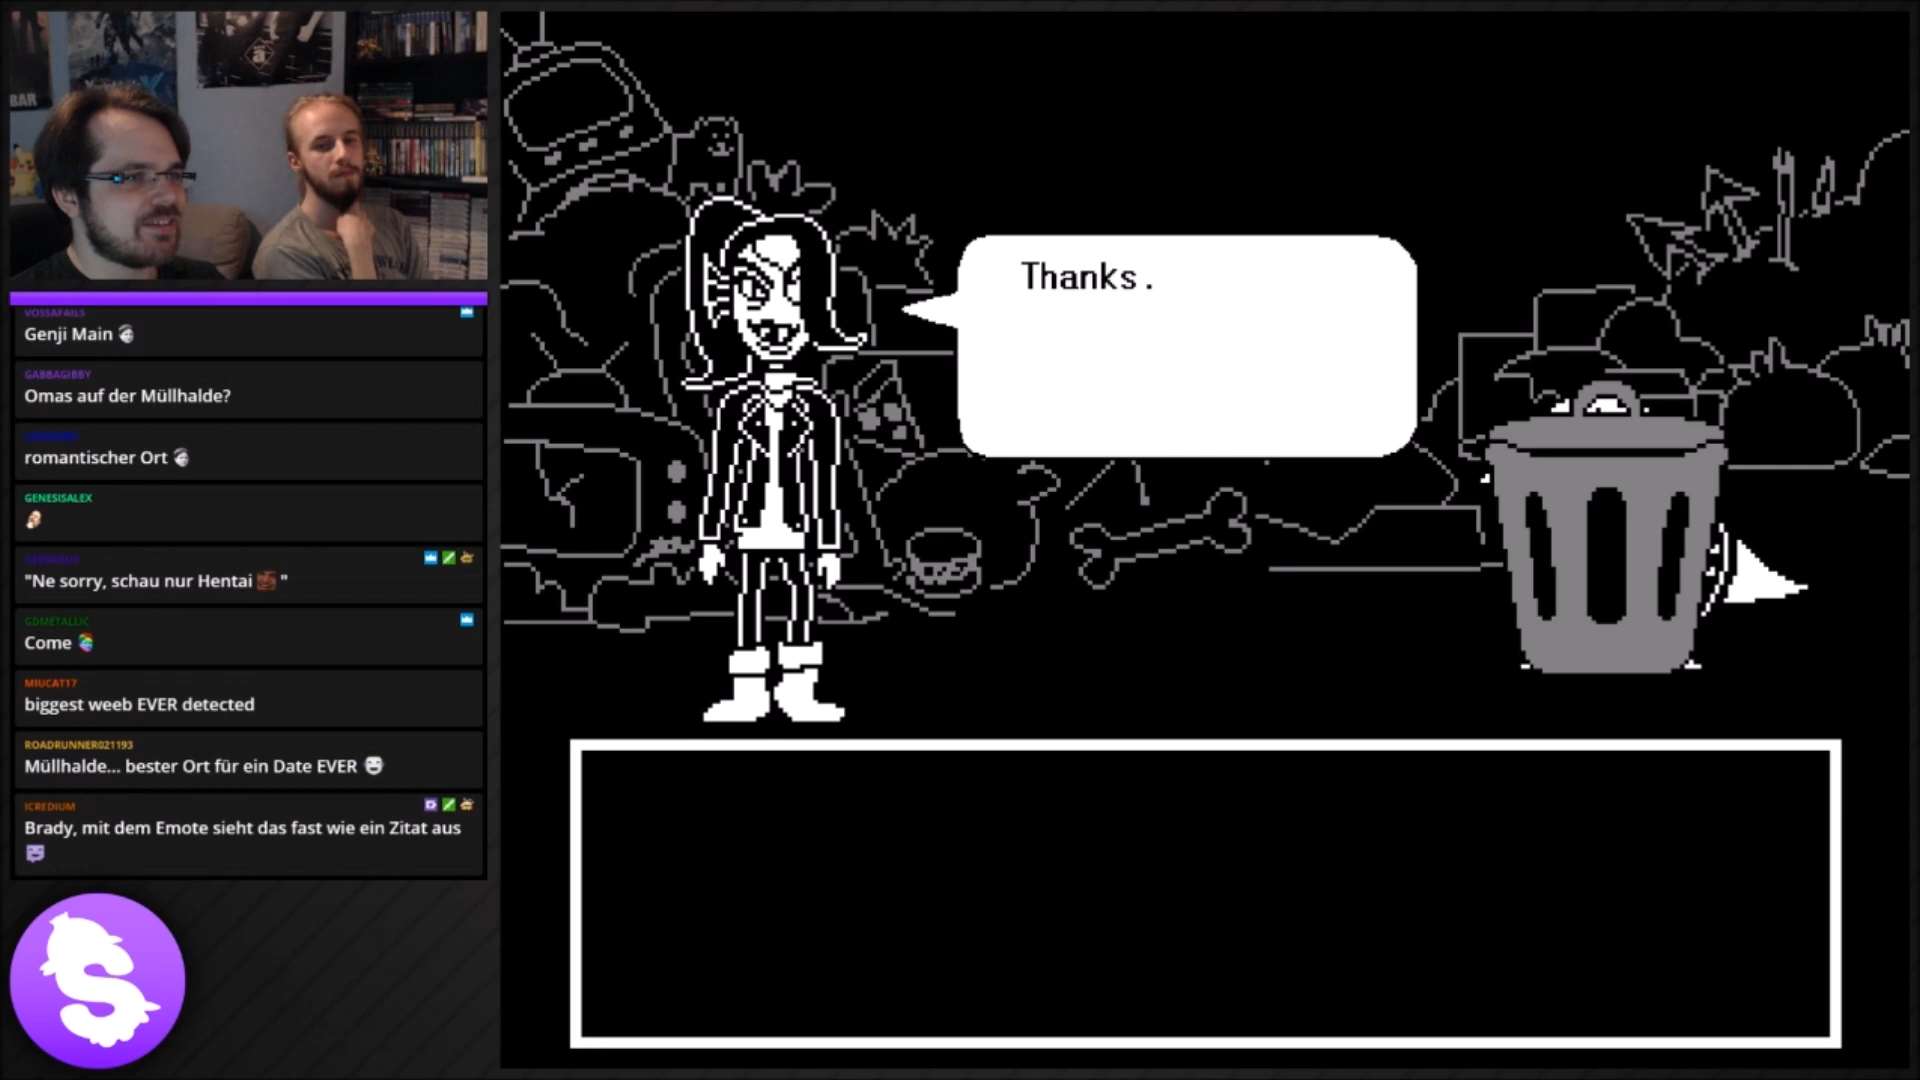 BAR
VOSSAFAILS
Genji Main
GABBAGIBBY
Omas auf der Müllhalde?
romantischer Ort
GENESISALEX
"Ne sorry, schau nur Hentai "
GDMETALLIC
Come
MIUCAT17
biggest weeb EVER detected
ROADRUNNER021193
Müllhalde... bester Ort für ein Date EVER
ICREDIUM
Brady, mit dem Emote sieht das fast wie ein Zitat aus
Thanks.
S